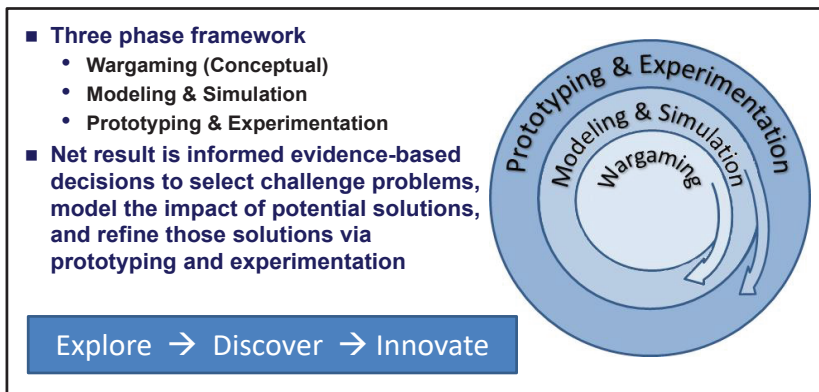 ■ Three phase framework
• Wargaming (Conceptual)
• Modeling & Simulation
• Prototyping & Experimentation
■ Net result is informed evidence-based
decisions to select challenge problems,
model the impact of potential solutions,
and refine those solutions via
prototyping and experimentation
Explore → Discover → Innovate
Prototyping & Experimentation
Modeling & Simulation
Wargaming